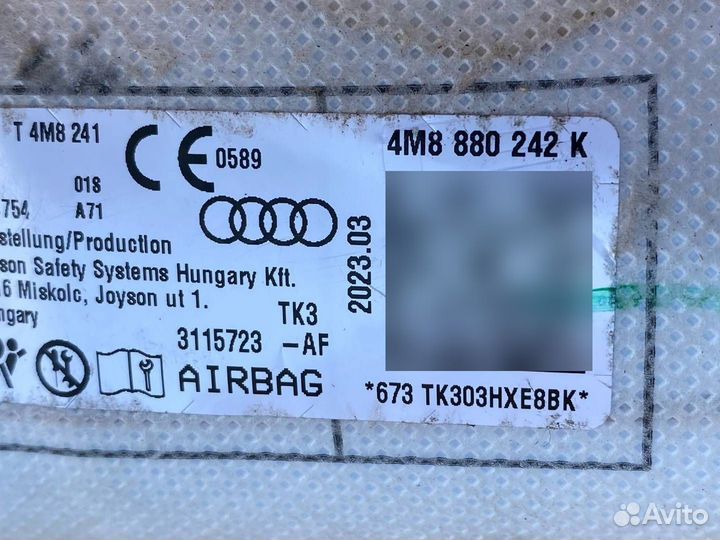 T 4M8 241
CE 0589
4M8 880 242 K
018
754 A71
stellung/Production
son Safety Systems Hungary Kft.
6 Miskolc, Joyson ut 1.
ngary
TK3
3115723 -AF
AIRBAG
2023.03
*673 TK303HXE8BK*
Avito